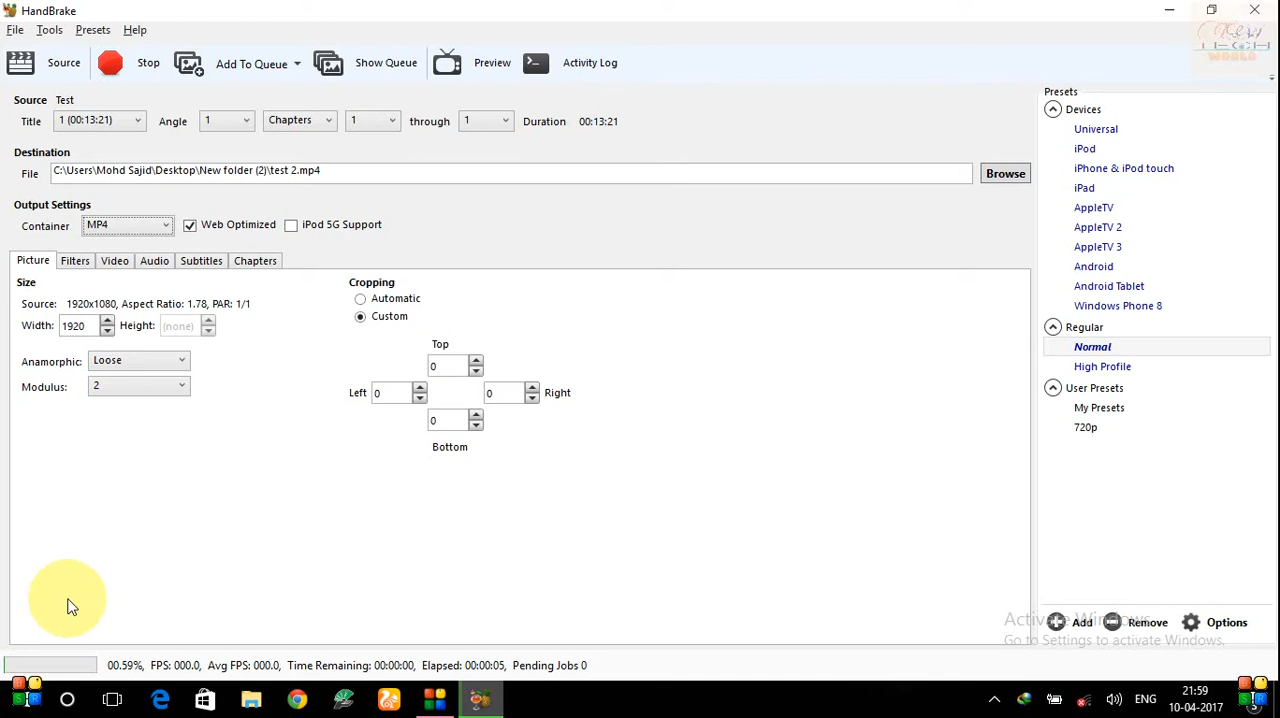 HandBrake
File Tools Presets Help
Source Stop Add To Queue Show Queue Preview Activity Log
Source Test
Title 1 (00:13:21) Angle 1 Chapters 1 through 1 Duration 00:13:21
Destination
File C:\Users\Mohd Sajid\Desktop\New folder (2)\test 2.mp4 Browse
Output Settings
Container MP4 Web Optimized iPod 5G Support
Picture Filters Video Audio Subtitles Chapters
Size
Source: 1920x1080, Aspect Ratio: 1.78, PAR: 1/1
Width: 1920 Height: (none)
Anamorphic: Loose
Modulus: 2
Cropping
Automatic
Custom
Top
0
Left 0 0 Right
0
Bottom
Presets
Devices
Universal
iPod
iPhone & iPod touch
iPad
AppleTV
AppleTV 2
AppleTV 3
Android
Android Tablet
Windows Phone 8
Regular
Normal
High Profile
User Presets
My Presets
720p
Activate Windows
Go to Settings to activate Windows.
Add Remove Options
00.59%, FPS: 000.0, Avg FPS: 000.0, Time Remaining: 00:00:00, Elapsed: 00:00:05, Pending Jobs 0
ENG
21:59
10-04-2017
TECH
WORLD